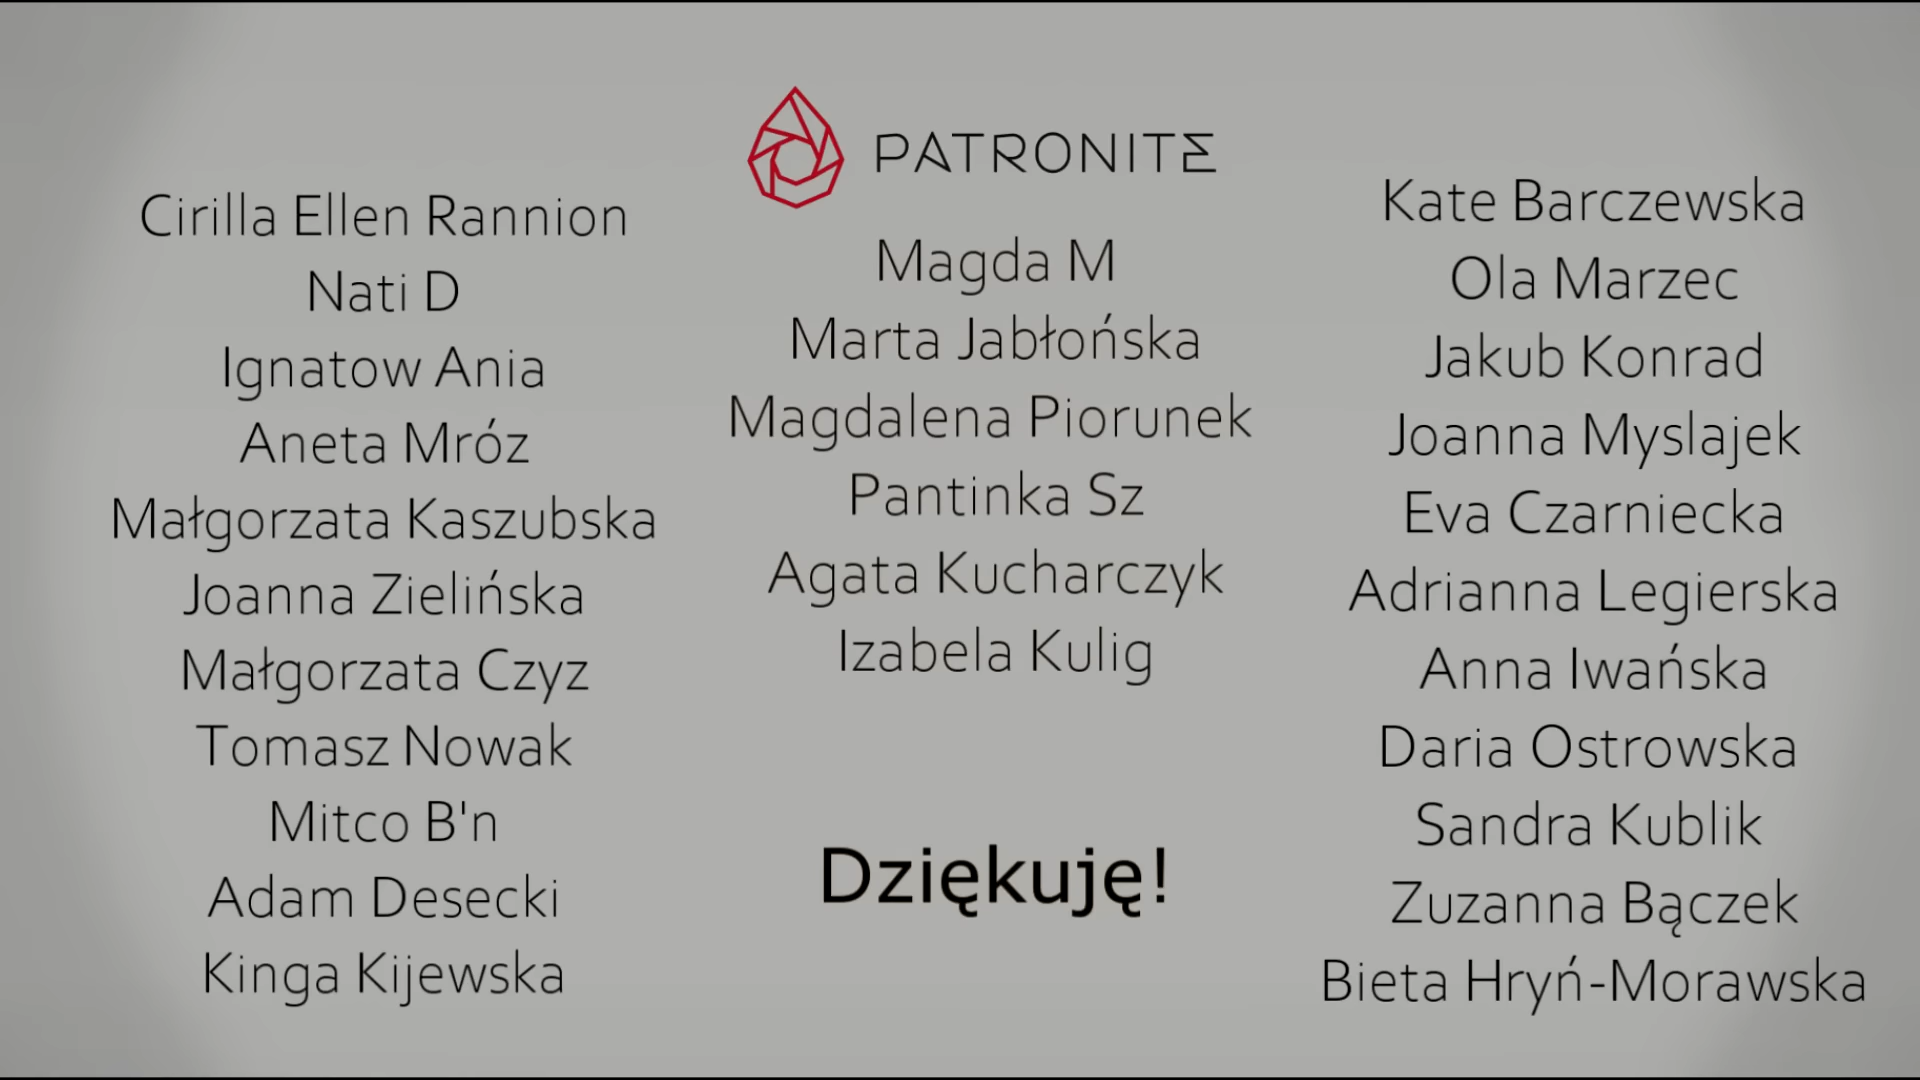 PATRONITE
Cirilla Ellen Rannion
Nati D
Ignatow Ania
Aneta Mróz
Małgorzata Kaszubska
Joanna Zielińska
Małgorzata Czyz
Tomasz Nowak
Mitco B'n
Adam Desecki
Kinga Kijewska
Magda M
Marta Jabłońska
Magdalena Piorunek
Pantinka Sz
Agata Kucharczyk
Izabela Kulig
Dziękuję!
Kate Barczewska
Ola Marzec
Jakub Konrad
Joanna Myslajek
Eva Czarniecka
Adrianna Legierska
Anna Iwańska
Daria Ostrowska
Sandra Kublik
Zuzanna Bączek
Bieta Hryń-Morawska